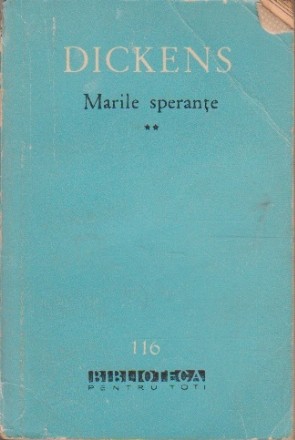 DICKENS
Marile speranțe
**
116
BIBLIOTECA
PENTRU TOȚI